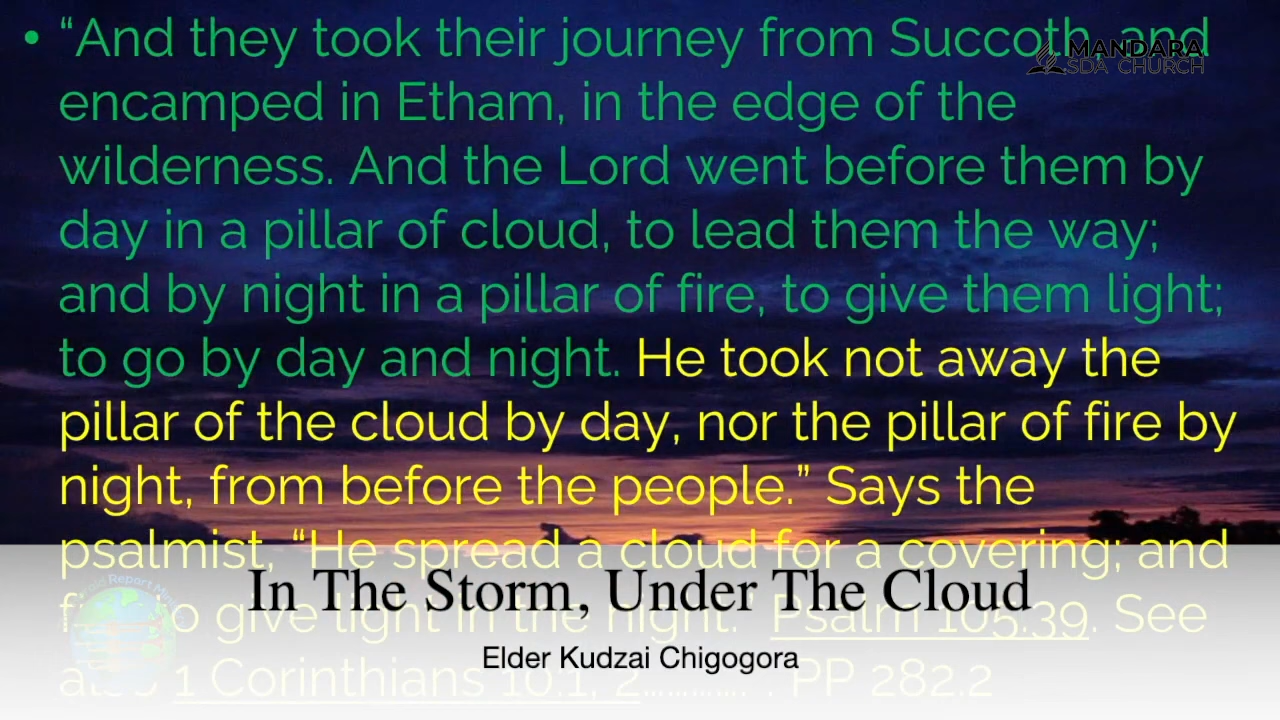 • “And they took their journey from Succoth, and
encamped in Etham, in the edge of the
wilderness. And the Lord went before them by
day in a pillar of cloud, to lead them the way;
and by night in a pillar of fire, to give them light;
to go by day and night. He took not away the
pillar of the cloud by day, nor the pillar of fire by
night, from before the people.” Says the
psalmist, “He spread a cloud for a covering; and
to give light in the night.” Psalm 105:39. See
1 Corinthians 10:1, 2............ . PP 282.2
MANDARA
SDA CHURCH
In The Storm, Under The Cloud
Elder Kudzai Chigogora